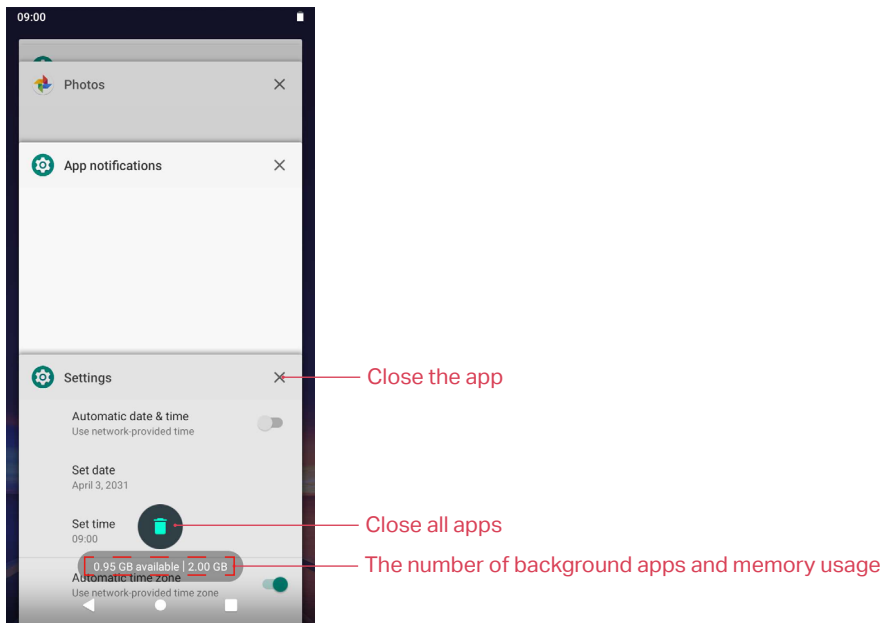 09:00
Photos
App notifications
Settings
Close the app
Automatic date & time
Use network-provided time
Set date
April 3, 2031
Set time
Close all apps
09:00
0.95 GB available | 2.00 GB
The number of background apps and memory usage
Automatic time zone
Use network-provided time zone